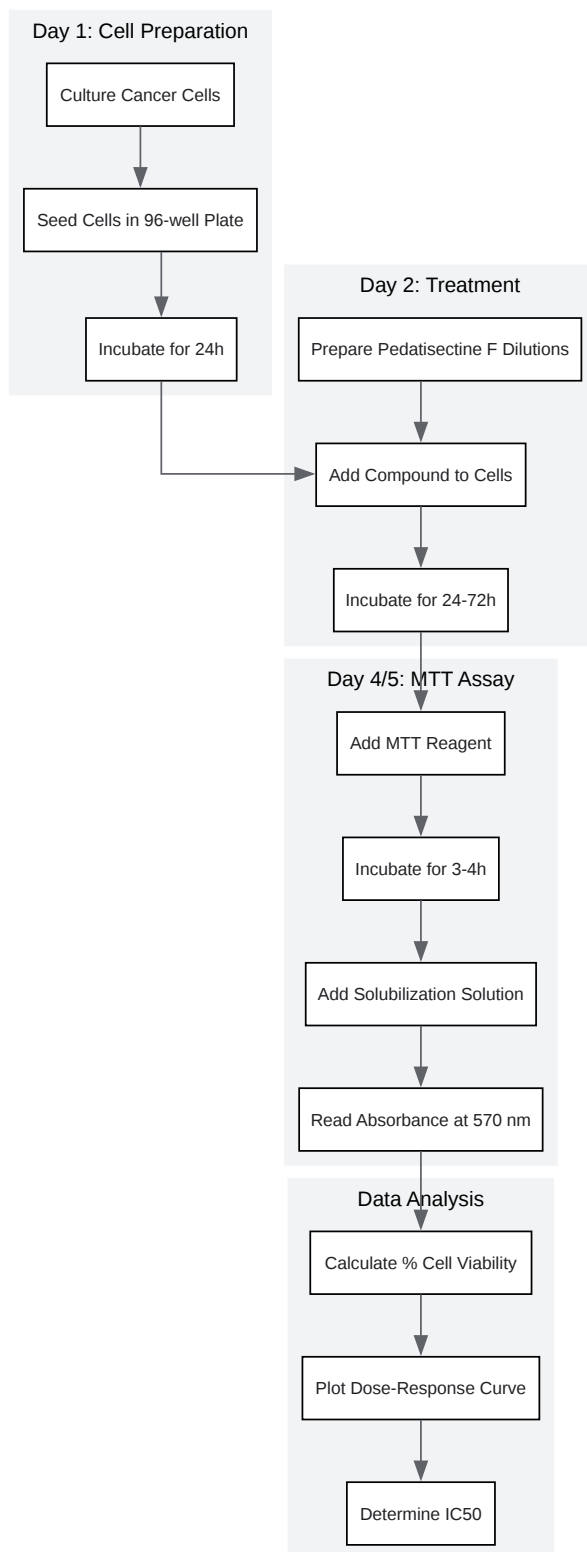 Day 1: Cell Preparation
Culture Cancer Cells
Seed Cells in 96-well Plate
Incubate for 24h
Day 2: Treatment
Prepare Pedatisectine F Dilutions
Add Compound to Cells
Incubate for 24-72h
Day 4/5: MTT Assay
Add MTT Reagent
Incubate for 3-4h
Add Solubilization Solution
Read Absorbance at 570 nm
Data Analysis
Calculate % Cell Viability
Plot Dose-Response Curve
Determine IC50